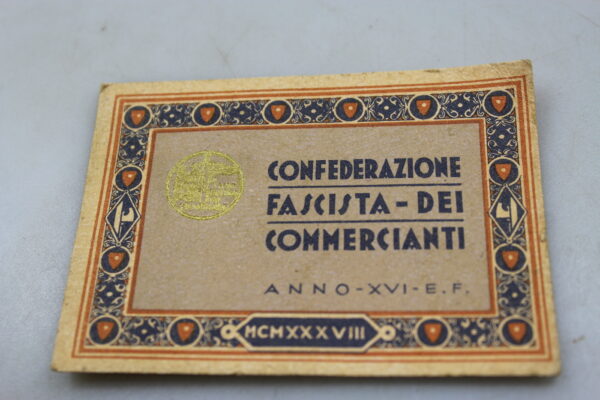 CONFEDERAZIONE
FASCISTA-DEI
COMMERCIANTI
ANNO-XVI-E.F.
MCMXXXVIII